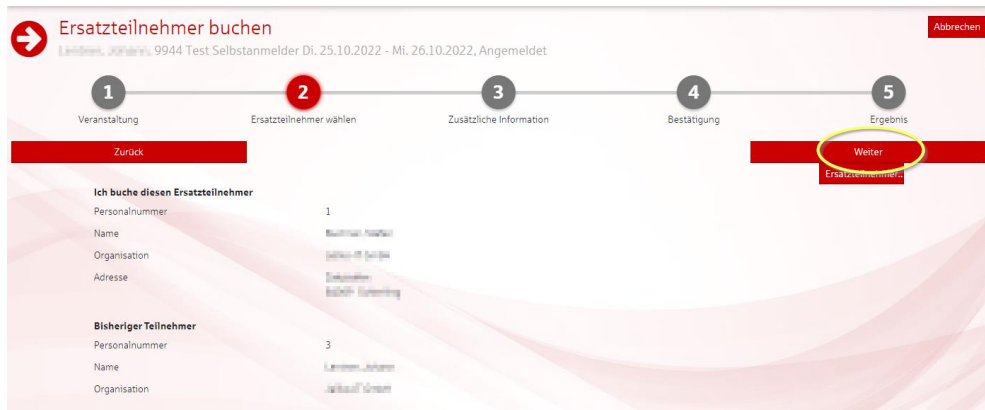 Ersatzteilnehmer buchen
Abbrechen
9944 Test Selbstanmelder Di. 25.10.2022 - Mi. 26.10.2022, Angemeldet
1 2 3 4 5
Veranstaltung Ersatzteilnehmer wählen Zusätzliche Information Bestätigung Ergebnis
Zurück Weiter
Ersatzteilnehmer..
Ich buche diesen Ersatzteilnehmer
Personalnummer 1
Name
Organisation
Adresse
Bisheriger Teilnehmer
Personalnummer 3
Name
Organisation